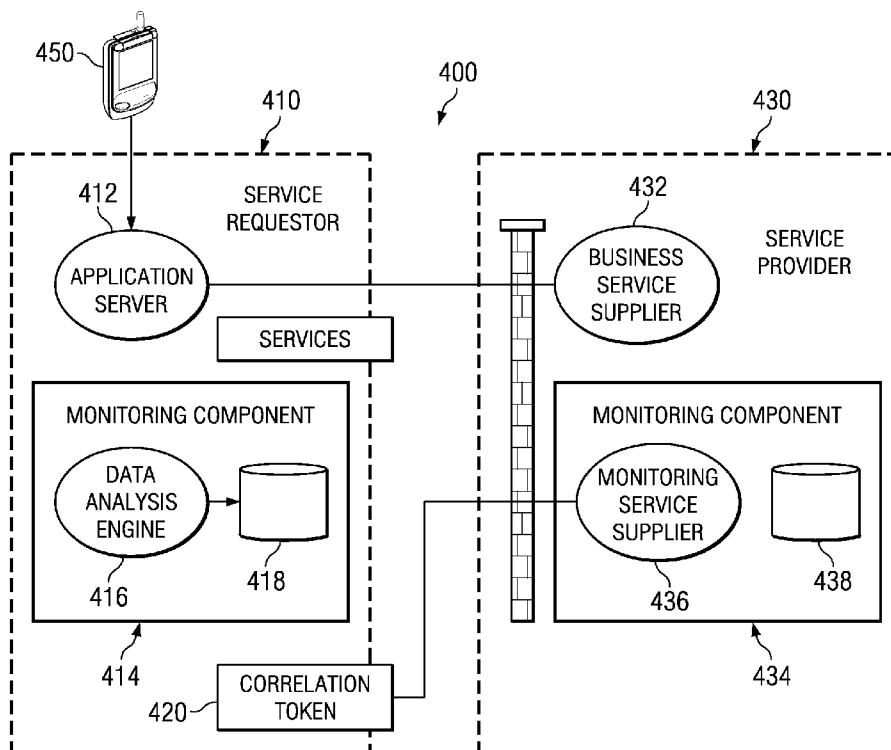 450
400
410
430
412
SERVICE
REQUESTOR
432
APPLICATION
SERVER
BUSINESS
SERVICE
SUPPLIER
SERVICE
PROVIDER
SERVICES
MONITORING COMPONENT
DATA
ANALYSIS
ENGINE
416
418
414
MONITORING COMPONENT
MONITORING
SERVICE
SUPPLIER
436
438
434
420
CORRELATION
TOKEN